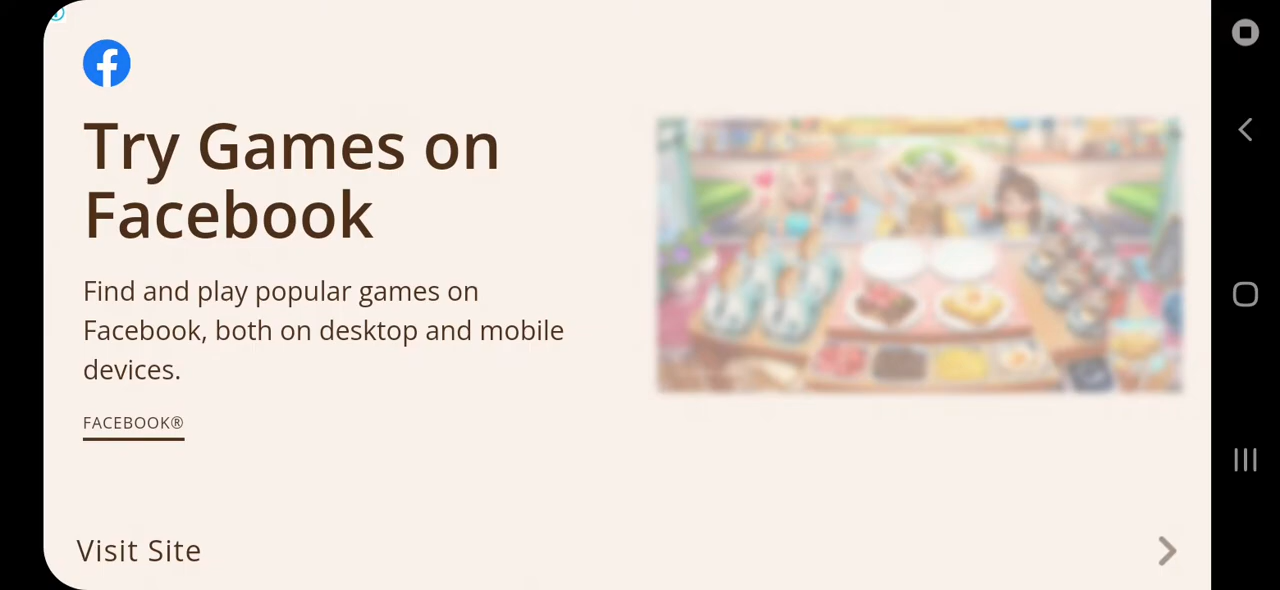 Try Games on
Facebook
Find and play popular games on
Facebook, both on desktop and mobile
devices.
FACEBOOK®
Visit Site